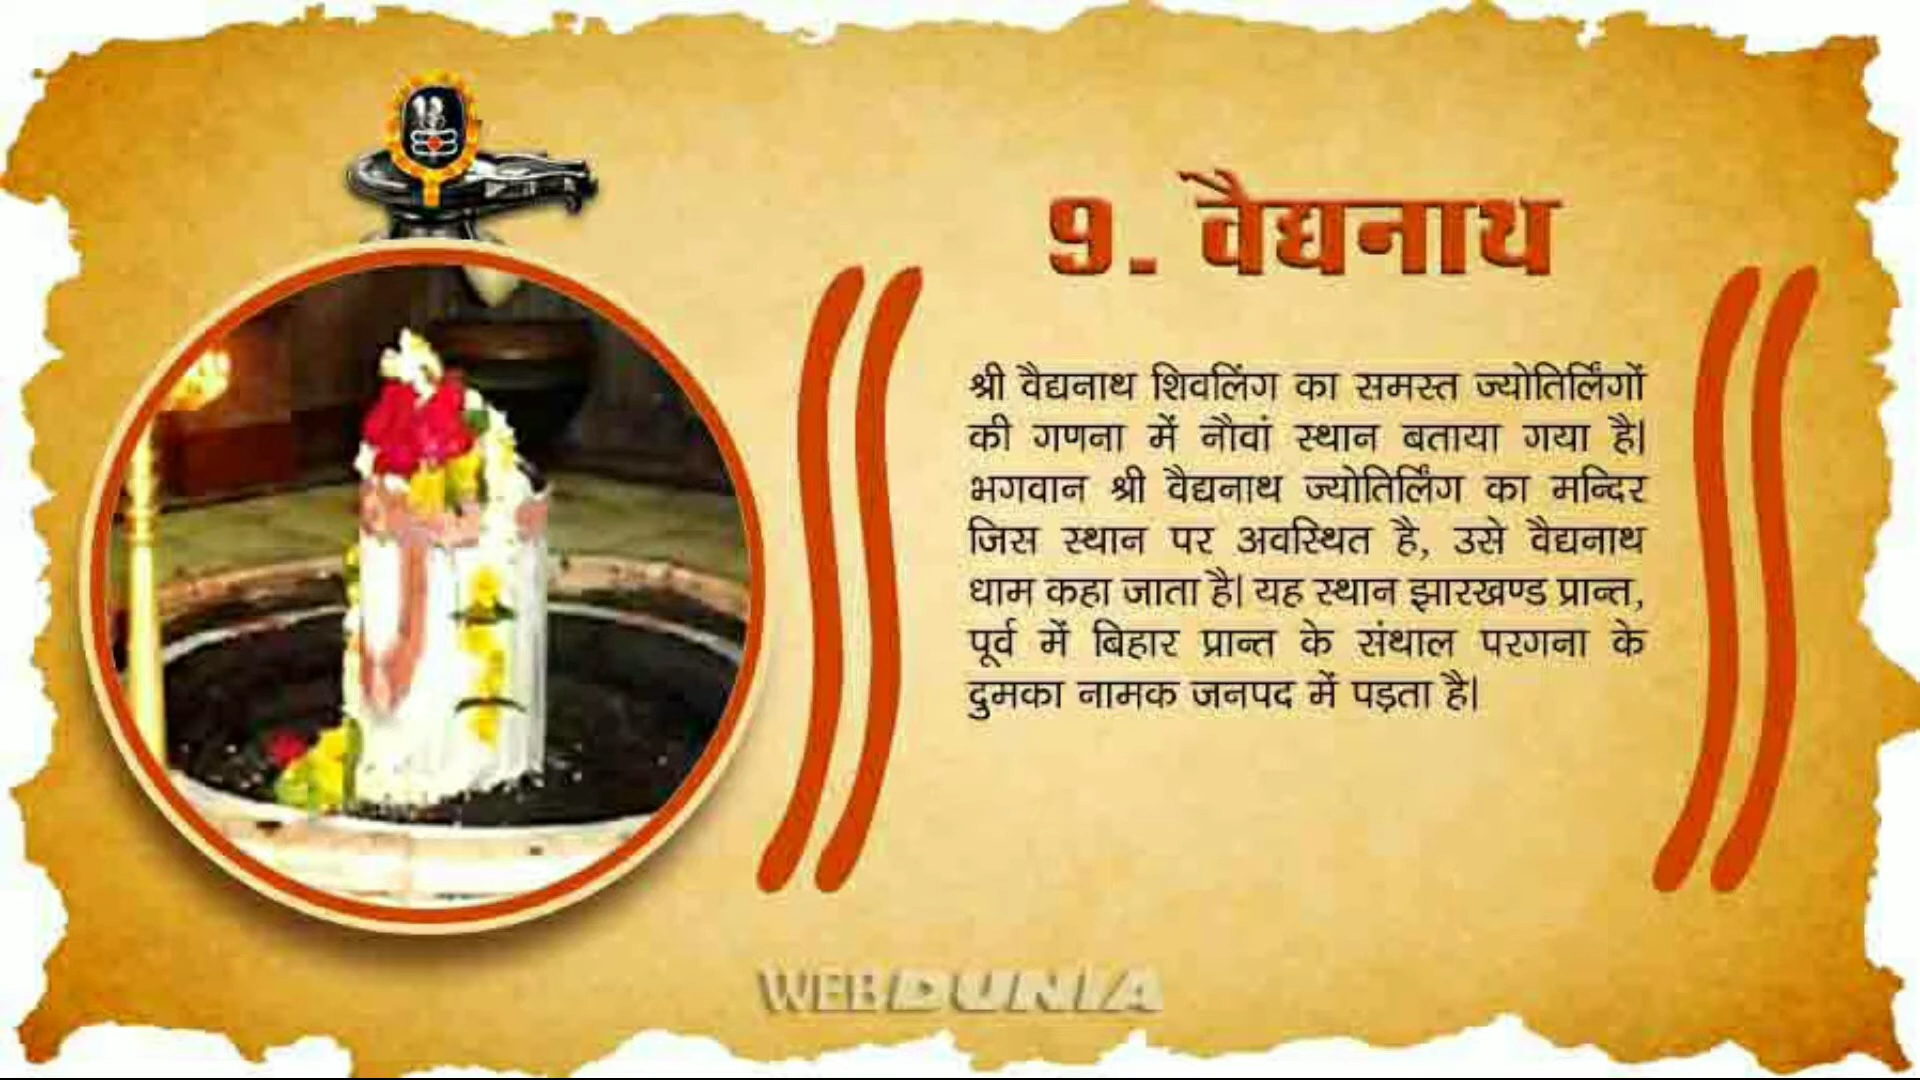 9. वैद्यनाथ
श्री वैद्यनाथ शिवलिंग का समस्त ज्योतिर्लिंगों
की गणना में नौवां स्थान बताया गया है।
भगवान श्री वैद्यनाथ ज्योतिर्लिंग का मन्दिर
जिस स्थान पर अवस्थित है, उसे वैद्यनाथ
धाम कहा जाता है। यह स्थान झारखण्ड प्रान्त,
पूर्व में बिहार प्रान्त के संथाल परगना के
दुमका नामक जनपद में पड़ता है।
WEBDUNIA